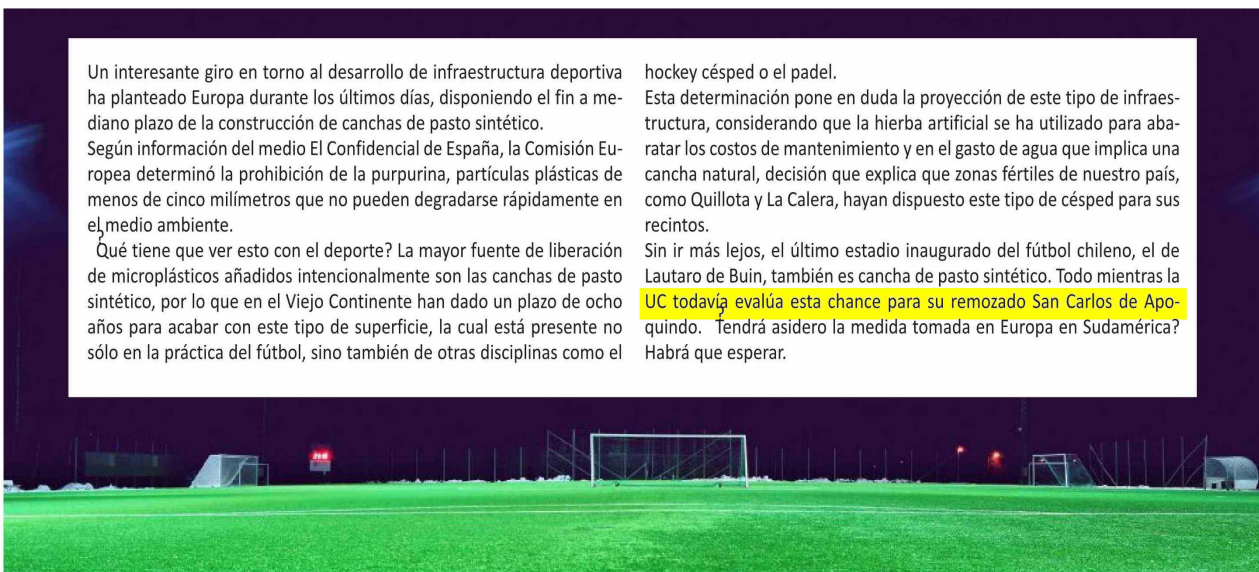 Un interesante giro en torno al desarrollo de infraestructura deportiva
ha planteado Europa durante los últimos días, disponiendo el fin a me-
diano plazo de la construcción de canchas de pasto sintético.
Según información del medio El Confidencial de España, la Comisión Eu-
ropea determinó la prohibición de la purpurina, partículas plásticas de
menos de cinco milímetros que no pueden degradarse rápidamente en
el medio ambiente.
¿Qué tiene que ver esto con el deporte? La mayor fuente de liberación
de microplásticos añadidos intencionalmente son las canchas de pasto
sintético, por lo que en el Viejo Continente han dado un plazo de ocho
años para acabar con este tipo de superficie, la cual está presente no
sólo en la práctica del fútbol, sino también de otras disciplinas como el
hockey césped o el padel.
Esta determinación pone en duda la proyección de este tipo de infraes-
tructura, considerando que la hierba artificial se ha utilizado para aba-
ratar los costos de mantenimiento y en el gasto de agua que implica una
cancha natural, decisión que explica que zonas fértiles de nuestro país,
como Quillota y La Calera, hayan dispuesto este tipo de césped para sus
recintos.
Sin ir más lejos, el último estadio inaugurado del fútbol chileno, el de
Lautaro de Buin, también es cancha de pasto sintético. Todo mientras la
UC todavía evalúa esta chance para su remozado San Carlos de Apo-
quindo. ¿Tendrá asidero la medida tomada en Europa en Sudamérica?
Habrá que esperar.